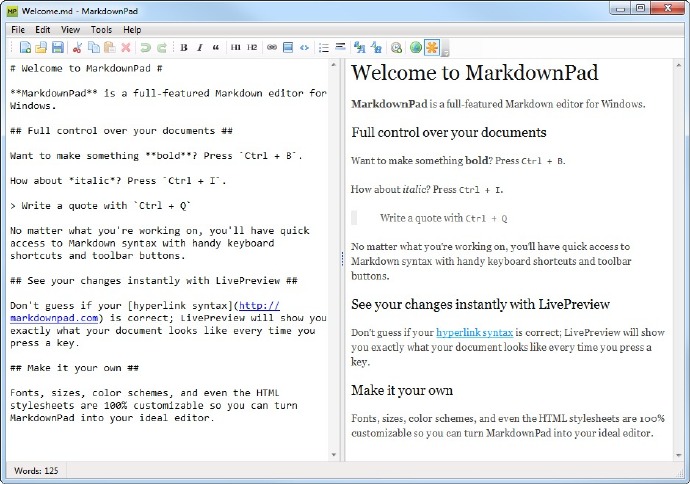 Welcome.md - MarkdownPad
File Edit View Tools Help
B I “ H1 H2
# Welcome to MarkdownPad #
**MarkdownPad** is a full-featured Markdown editor for
Windows.
## Full control over your documents ##
Want to make something **bold**? Press `Ctrl + B`.
How about *italic*? Press `Ctrl + I`.
> Write a quote with `Ctrl + Q`
No matter what you're working on, you'll have quick
access to Markdown syntax with handy keyboard
shortcuts and toolbar buttons.
## See your changes instantly with LivePreview ##
Don't guess if your [hyperlink syntax](http://
markdownpad.com) is correct; LivePreview will show you
exactly what your document looks like every time you
press a key.
## Make it your own ##
Fonts, sizes, color schemes, and even the HTML
stylesheets are 100% customizable so you can turn
MarkdownPad into your ideal editor.
Welcome to MarkdownPad
MarkdownPad is a full-featured Markdown editor for Windows.
Full control over your documents
Want to make something bold? Press Ctrl + B.
How about italic? Press Ctrl + I.
Write a quote with Ctrl + Q
No matter what you're working on, you'll have quick access to
Markdown syntax with handy keyboard shortcuts and toolbar
buttons.
See your changes instantly with LivePreview
Don't guess if your hyperlink syntax is correct; LivePreview will show
you exactly what your document looks like every time you press a
key.
Make it your own
Fonts, sizes, color schemes, and even the HTML stylesheets are 100%
customizable so you can turn MarkdownPad into your ideal editor.
Words: 125